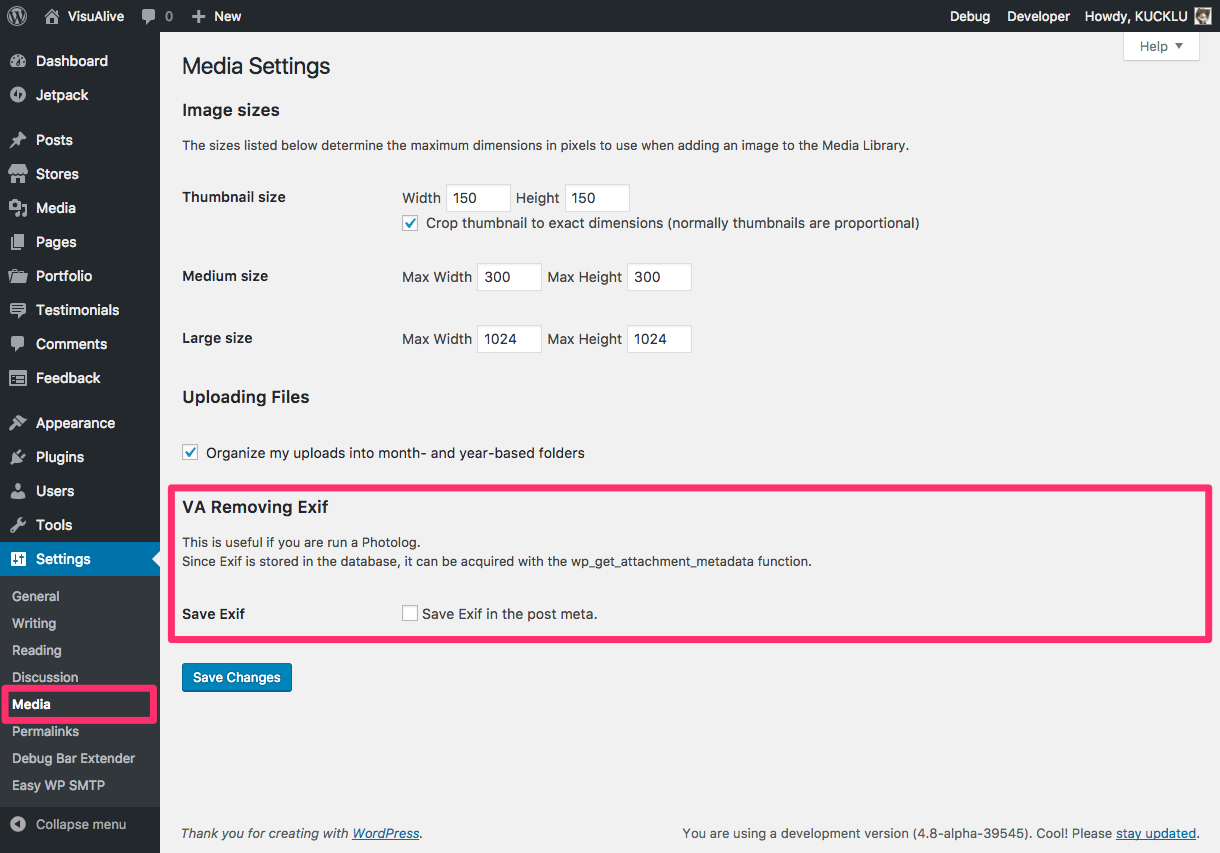 VisuAlive 0 New Debug Developer Howdy, KUCKLU
Help
Dashboard
Jetpack
Posts
Stores
Media
Pages
Portfolio
Testimonials
Comments
Feedback
Appearance
Plugins
Users
Tools
Settings
General
Writing
Reading
Discussion
Media
Permalinks
Debug Bar Extender
Easy WP SMTP
Collapse menu
Media Settings
Image sizes
The sizes listed below determine the maximum dimensions in pixels to use when adding an image to the Media Library.
Thumbnail size Width 150 Height 150
Crop thumbnail to exact dimensions (normally thumbnails are proportional)
Medium size Max Width 300 Max Height 300
Large size Max Width 1024 Max Height 1024
Uploading Files
Organize my uploads into month- and year-based folders
VA Removing Exif
This is useful if you are run a Photolog.
Since Exif is stored in the database, it can be acquired with the wp_get_attachment_metadata function.
Save Exif Save Exif in the post meta.
Save Changes
Thank you for creating with WordPress. You are using a development version (4.8-alpha-39545). Cool! Please stay updated.